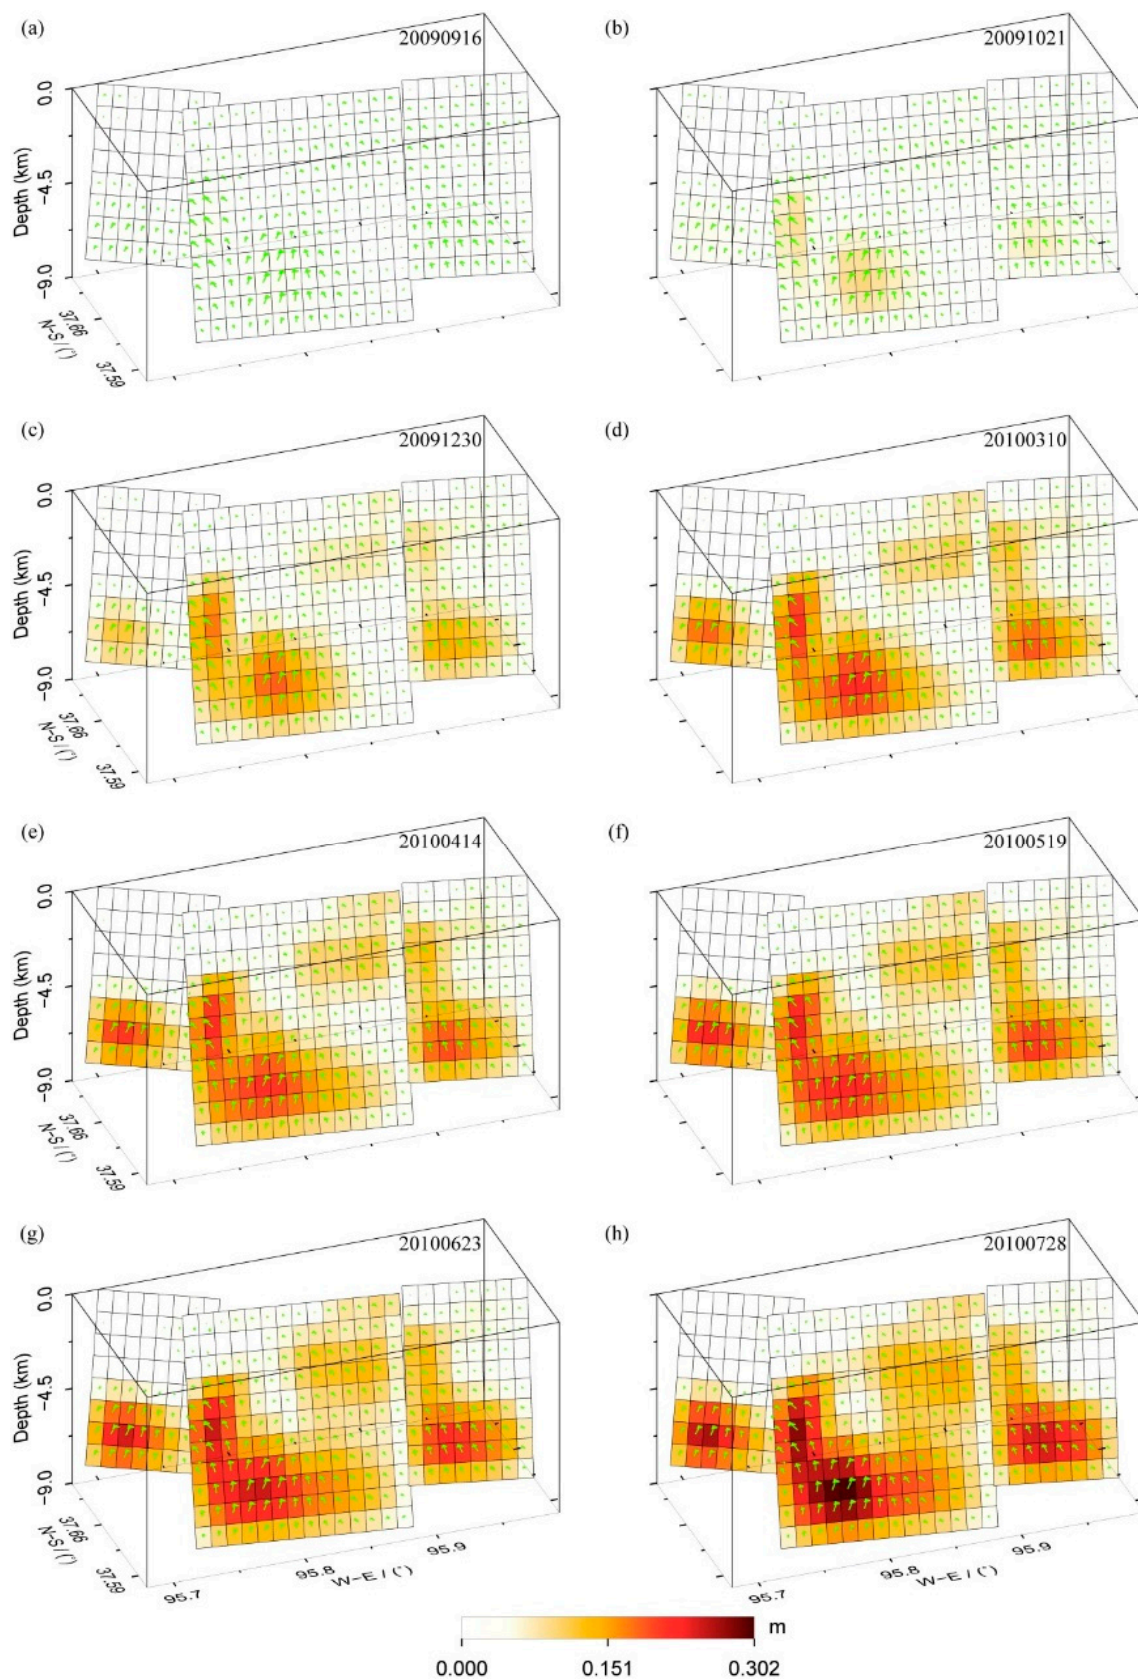 (a) 20090916
(b) 20091021
0.0
Depth (km)
−4.5
−9.0
37.66
N−S / (°)
37.59
(c) 20091230
(d) 20100310
0.0
Depth (km)
−4.5
−9.0
37.66
N−S / (°)
37.59
(e) 20100414
(f) 20100519
0.0
Depth (km)
−4.5
−9.0
37.66
N−S / (°)
37.59
(g) 20100623
(h) 20100728
0.0
Depth (km)
−4.5
−9.0
37.66
N−S / (°)
37.59
95.7
95.8
95.9
W−E / (°)
95.7
95.8
95.9
W−E / (°)
m
0.000 0.151 0.302